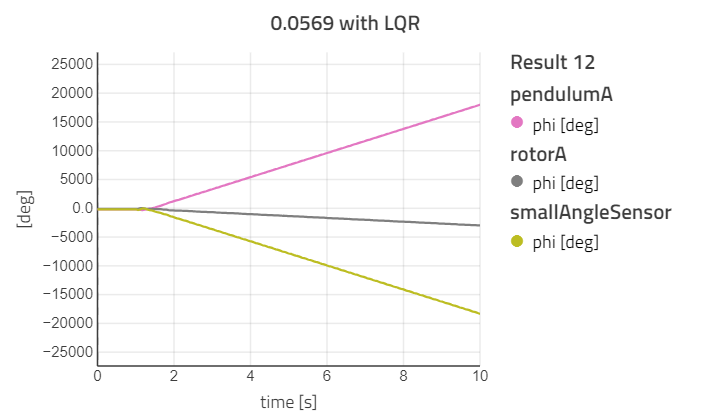 0.0569 with LQR
25000
20000
15000
10000
5000
0.0
−5000
−10000
−15000
−20000
−25000
[deg]
0 2 4 6 8 10
time [s]
Result 12
pendulumA
phi [deg]
rotorA
phi [deg]
smallAngleSensor
phi [deg]